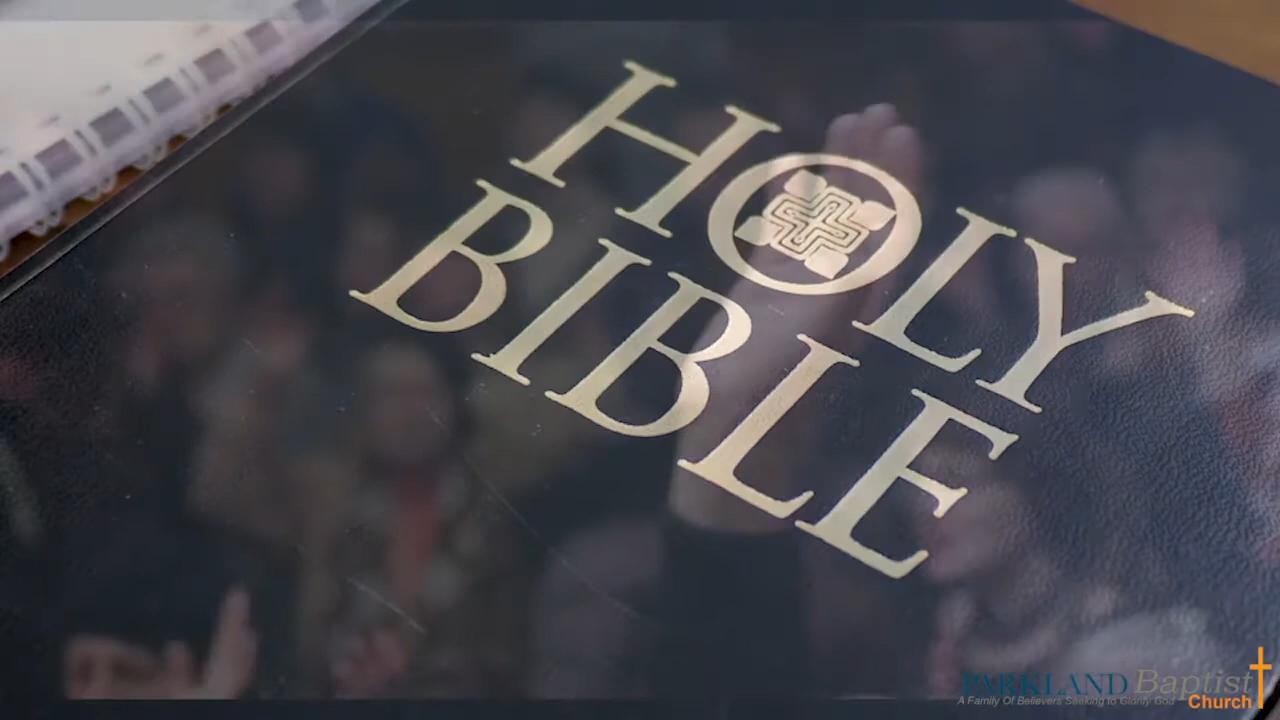 HOLY
BIBLE
PARKLAND Baptist
A Family Of Believers Seeking to Glorify God
Church